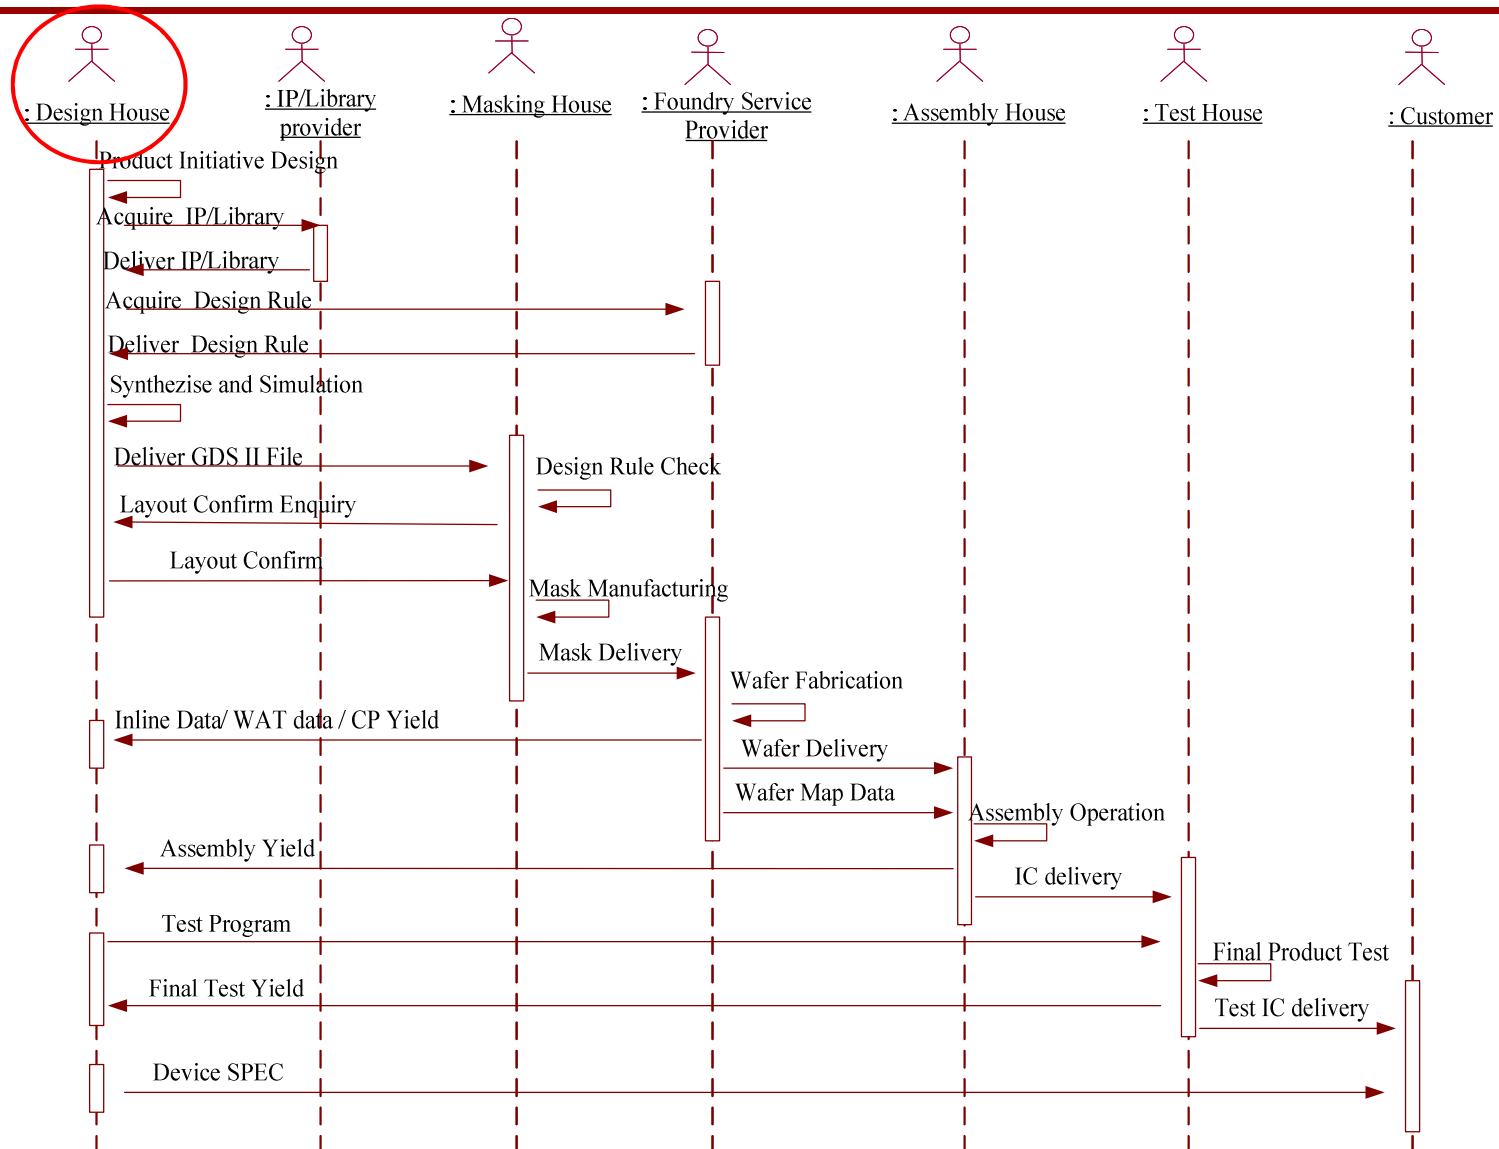 : Design House
: IP/Library
provider
: Masking House
: Foundry Service
Provider
: Assembly House
: Test House
: Customer
Product Initiative Design
Acquire IP/Library
Deliver IP/Library
Acquire Design Rule
Deliver Design Rule
Synthezise and Simulation
Deliver GDS II File
Design Rule Check
Layout Confirm Enquiry
Layout Confirm
Mask Manufacturing
Mask Delivery
Wafer Fabrication
Inline Data/ WAT data / CP Yield
Wafer Delivery
Wafer Map Data
Assembly Operation
Assembly Yield
IC delivery
Test Program
Final Product Test
Final Test Yield
Test IC delivery
Device SPEC